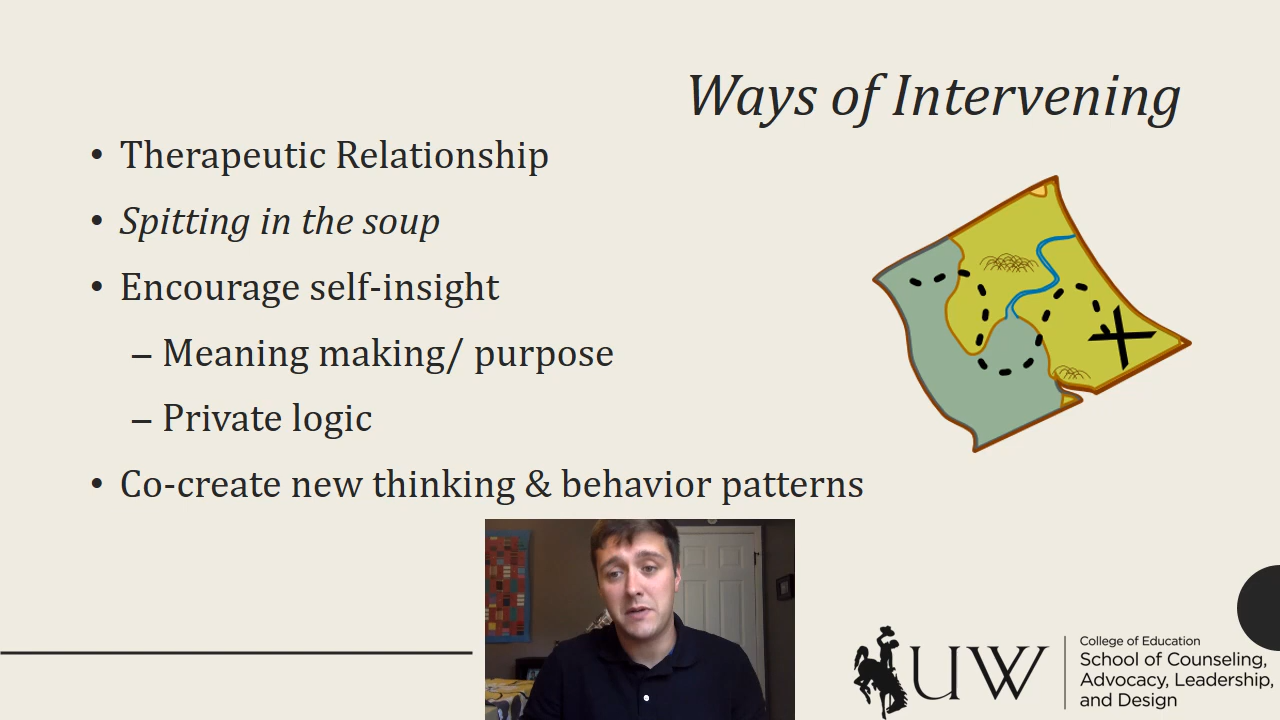 Ways of Intervening
• Therapeutic Relationship
• Spitting in the soup
• Encourage self-insight
– Meaning making/ purpose
– Private logic
• Co-create new thinking & behavior patterns
UW
College of Education
School of Counseling,
Advocacy, Leadership,
and Design